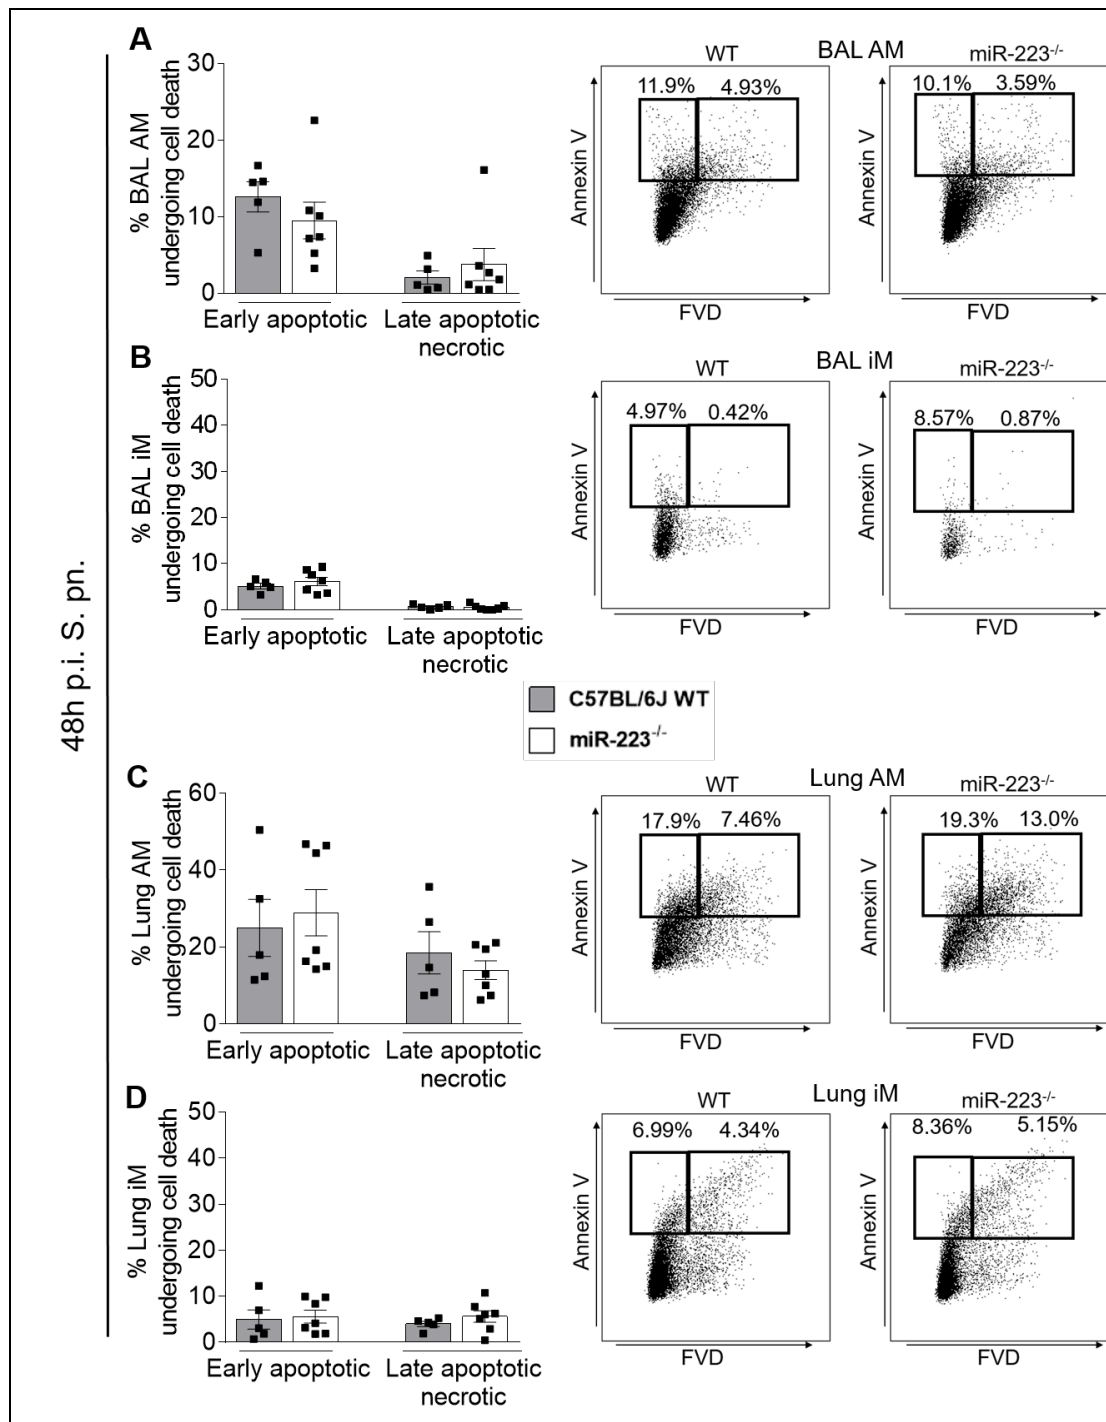 48h p.i. S. pn.
A
% BAL AM
undergoing cell death
30
20
10
0
Early apoptotic
Late apoptotic
necrotic
BAL AM
WT
miR-223-/-
11.9%
4.93%
10.1%
3.59%
Annexin V
FVD
Annexin V
FVD
B
% BAL iM
undergoing cell death
50
40
30
20
10
0
Early apoptotic
Late apoptotic
necrotic
BAL iM
WT
miR-223-/-
4.97%
0.42%
8.57%
0.87%
Annexin V
FVD
Annexin V
FVD
C57BL/6J WT
miR-223-/-
C
% Lung AM
undergoing cell death
60
40
20
0
Early apoptotic
Late apoptotic
necrotic
Lung AM
WT
miR-223-/-
17.9%
7.46%
19.3%
13.0%
Annexin V
FVD
Annexin V
FVD
D
% Lung iM
undergoing cell death
50
40
30
20
10
0
Early apoptotic
Late apoptotic
necrotic
Lung iM
WT
miR-223-/-
6.99%
4.34%
8.36%
5.15%
Annexin V
FVD
Annexin V
FVD